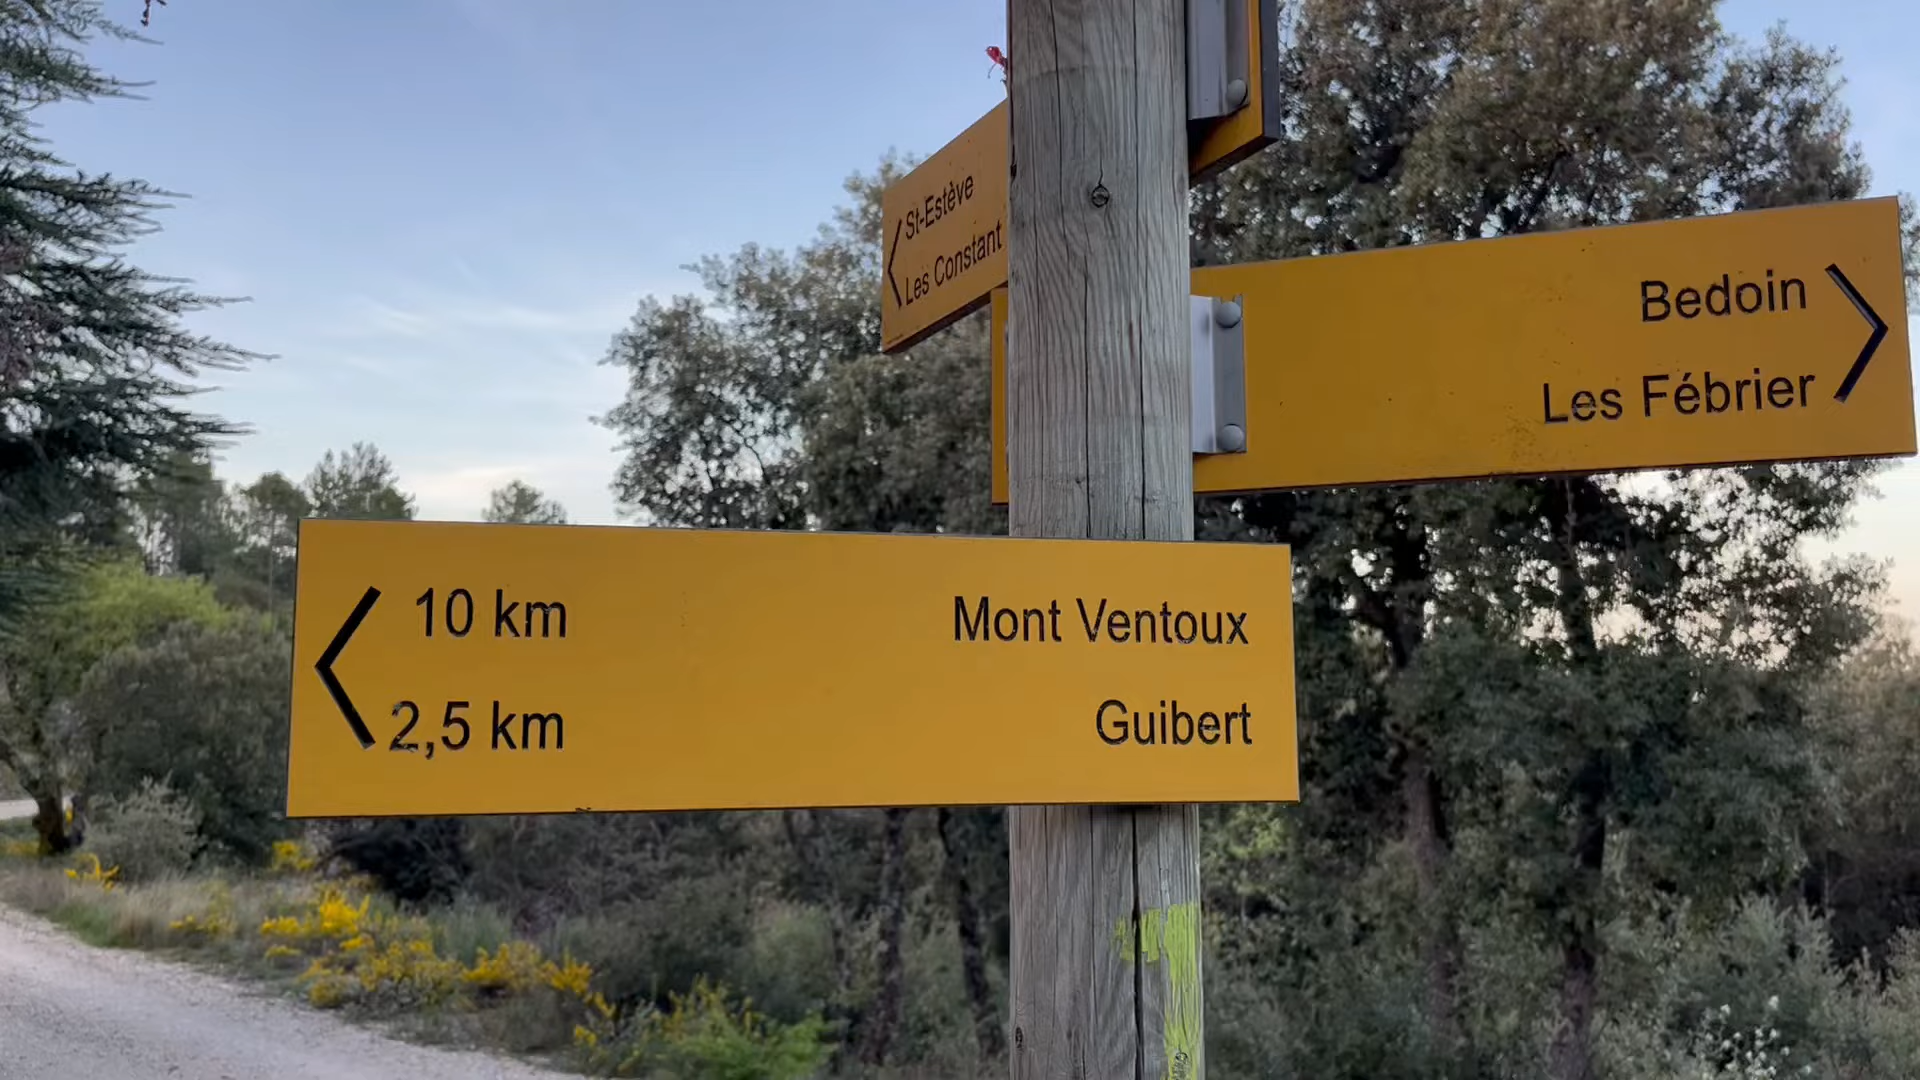 St-Estève
Les Constant
Bedoin
Les Fébrier
10 km Mont Ventoux
2,5 km Guibert